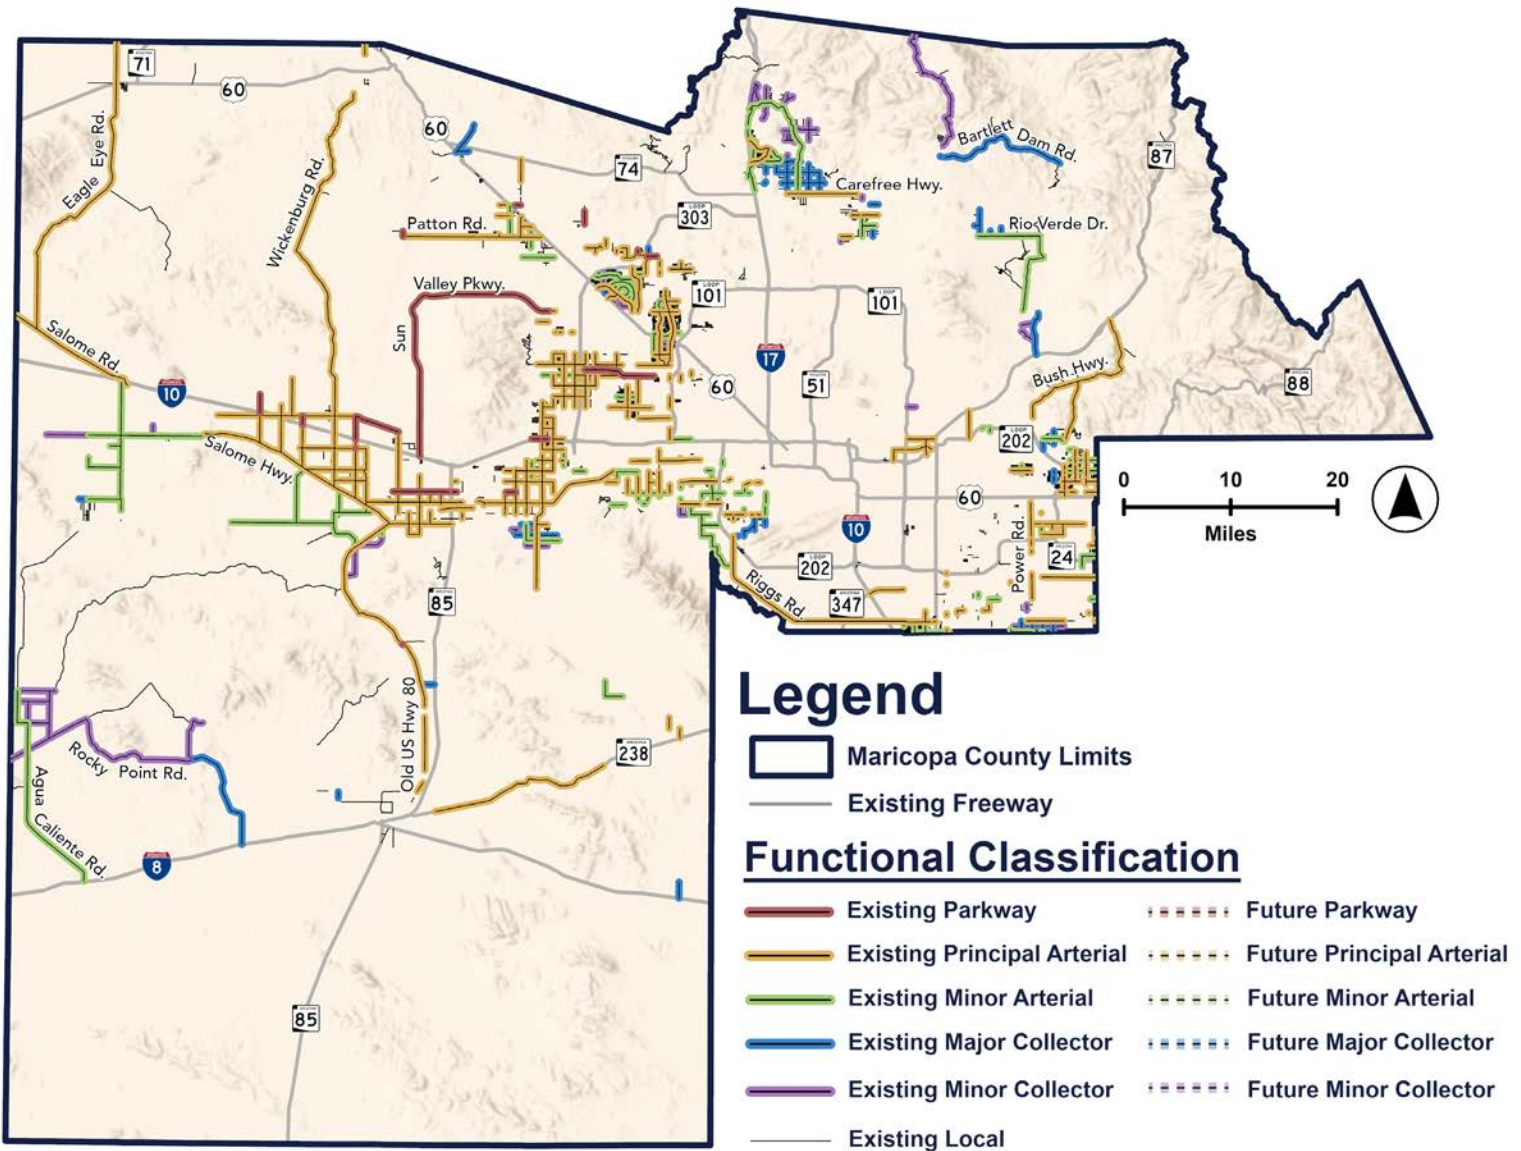 71
60
Eagle Eye Rd.
Wickenburg Rd.
60
74
Bartlett Dam Rd.
87
Carefree Hwy.
Patton Rd.
LOOP 303
Rio Verde Dr.
Valley Pkwy.
Sun
LOOP 101
LOOP 101
Salome Rd.
10
17
60
51
Bush Hwy.
88
Salome Hwy.
LOOP 202
60
0 10 20
Miles
10
Power Rd.
24
LOOP 202
Riggs Rd.
347
85
Old US Hwy 80
238
Rocky Point Rd.
Agua Caliente Rd.
8
85
Legend
Maricopa County Limits
Existing Freeway
Functional Classification
Existing Parkway
Future Parkway
Existing Principal Arterial
Future Principal Arterial
Existing Minor Arterial
Future Minor Arterial
Existing Major Collector
Future Major Collector
Existing Minor Collector
Future Minor Collector
Existing Local